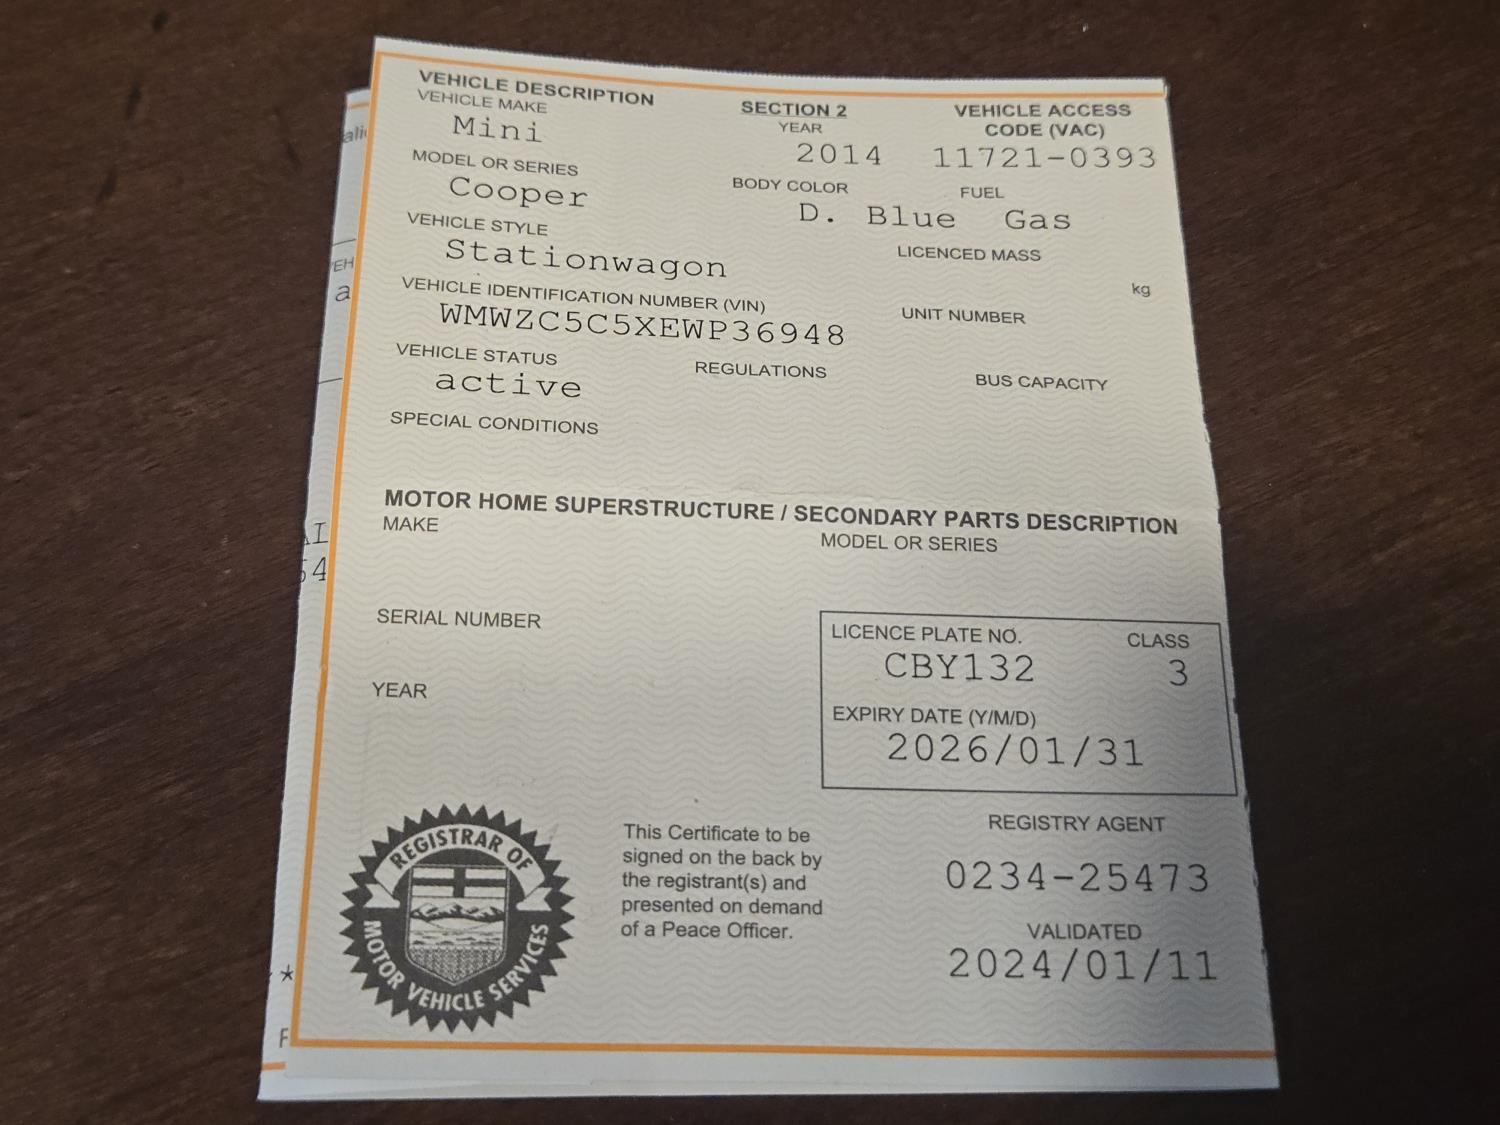 VEHICLE DESCRIPTION
VEHICLE MAKE
Mini
SECTION 2
YEAR
2014
VEHICLE ACCESS
CODE (VAC)
11721-0393
MODEL OR SERIES
Cooper
BODY COLOR
D. Blue
FUEL
Gas
VEHICLE STYLE
Stationwagon
LICENCED MASS
kg
VEHICLE IDENTIFICATION NUMBER (VIN)
WMWZC5C5XEWP36948
UNIT NUMBER
VEHICLE STATUS
active
REGULATIONS
BUS CAPACITY
SPECIAL CONDITIONS
MOTOR HOME SUPERSTRUCTURE / SECONDARY PARTS DESCRIPTION
MAKE
MODEL OR SERIES
SERIAL NUMBER
YEAR
LICENCE PLATE NO.
CLASS
CBY132
3
EXPIRY DATE (Y/M/D)
2026/01/31
REGISTRAR OF
MOTOR VEHICLE SERVICES
This Certificate to be
signed on the back by
the registrant(s) and
presented on demand
of a Peace Officer.
REGISTRY AGENT
0234-25473
VALIDATED
2024/01/11